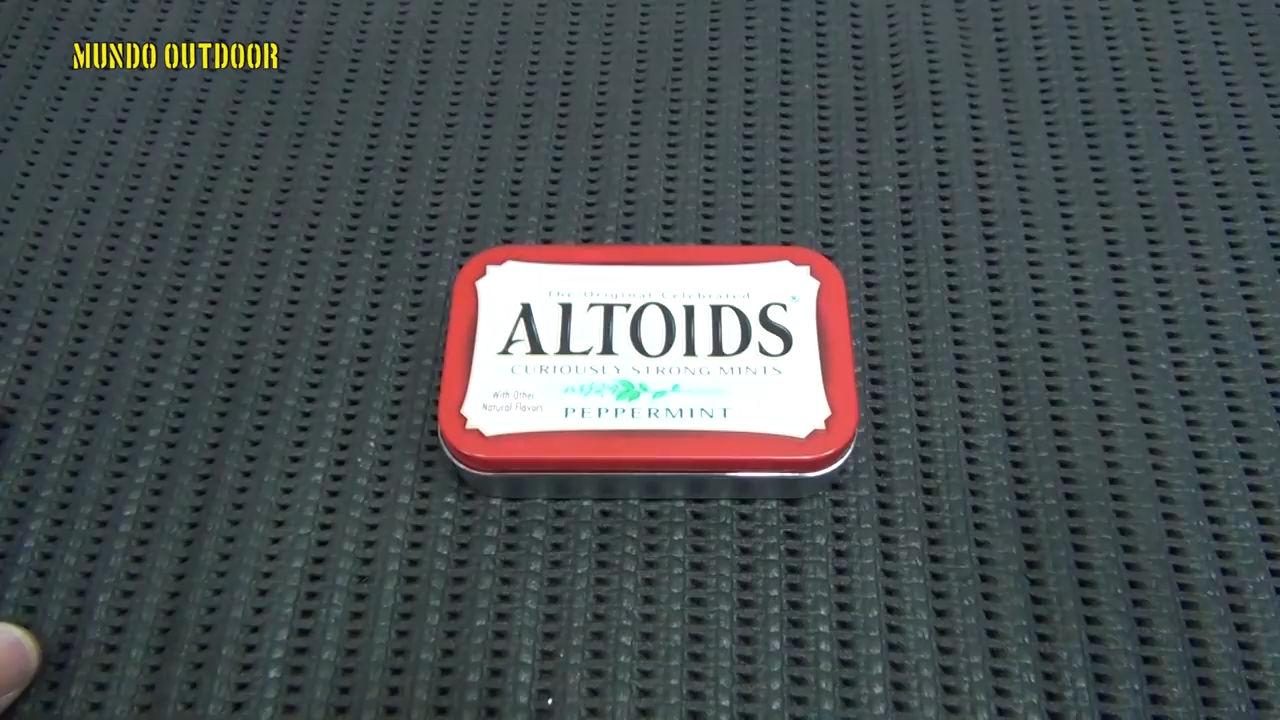 MUNDO OUTDOOR
The Original Celebrated
ALTOIDS®
CURIOUSLY STRONG MINTS
With Other
Natural Flavors
PEPPERMINT